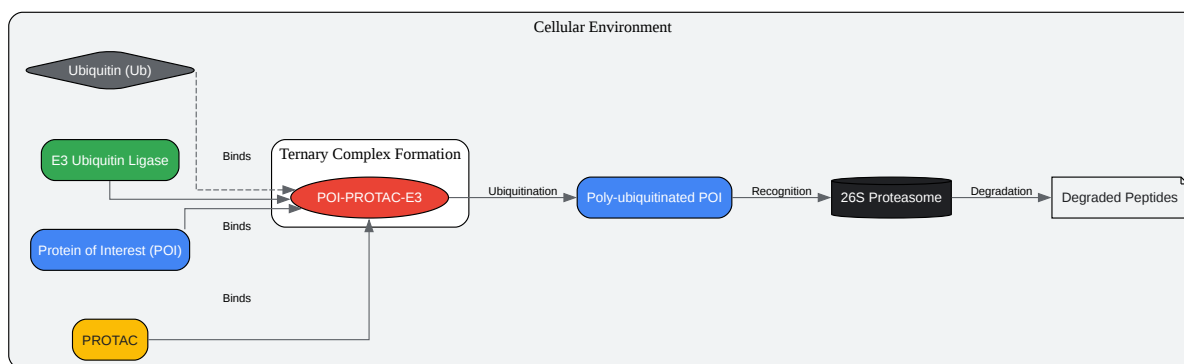 Cellular Environment
Ubiquitin (Ub)
Binds
E3 Ubiquitin Ligase
Ternary Complex Formation
POI-PROTAC-E3
Ubiquitination
Poly-ubiquitinated POI
Recognition
26S Proteasome
Degradation
Degraded Peptides
Binds
Protein of Interest (POI)
Binds
PROTAC